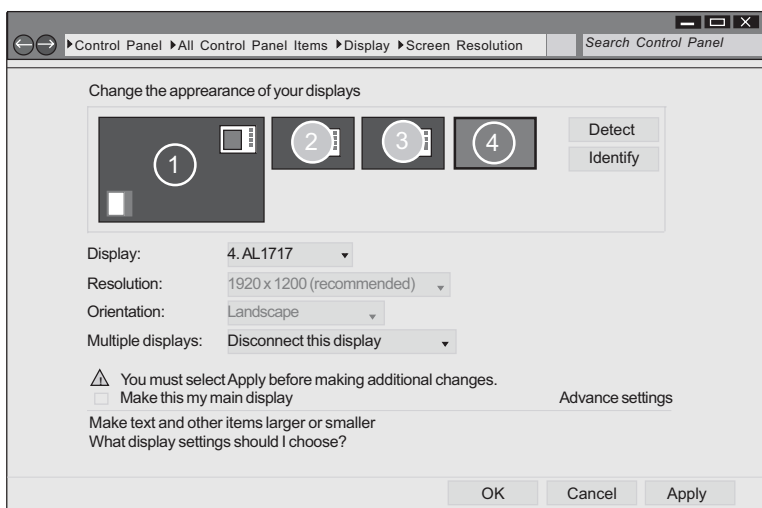 Control Panel All Control Panel Items Display Screen Resolution Search Control Panel
Change the apprearance of your displays
1 2 3 4
Detect
Identify
Display: 4. AL1717
Resolution: 1920 x 1200 (recommended)
Orientation: Landscape
Multiple displays: Disconnect this display
You must select Apply before making additional changes.
Make this my main display Advance settings
Make text and other items larger or smaller
What display settings should I choose?
OK Cancel Apply